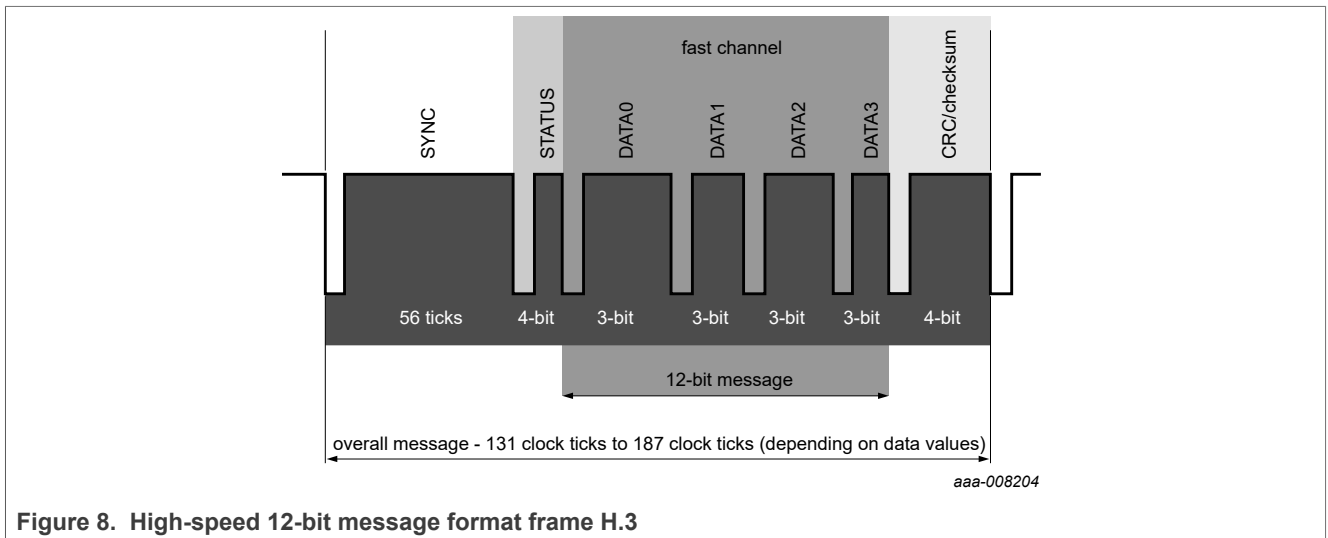 fast channel
SYNC
STATUS
DATA0
DATA1
DATA2
DATA3
CRC/checksum
56 ticks
4-bit
3-bit
3-bit
3-bit
3-bit
4-bit
12-bit message
overall message - 131 clock ticks to 187 clock ticks (depending on data values)
aaa-008204
Figure 8. High-speed 12-bit message format frame H.3